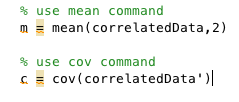 % use mean command
m = mean(correlatedData,2)
% use cov command
c = cov(correlatedData')